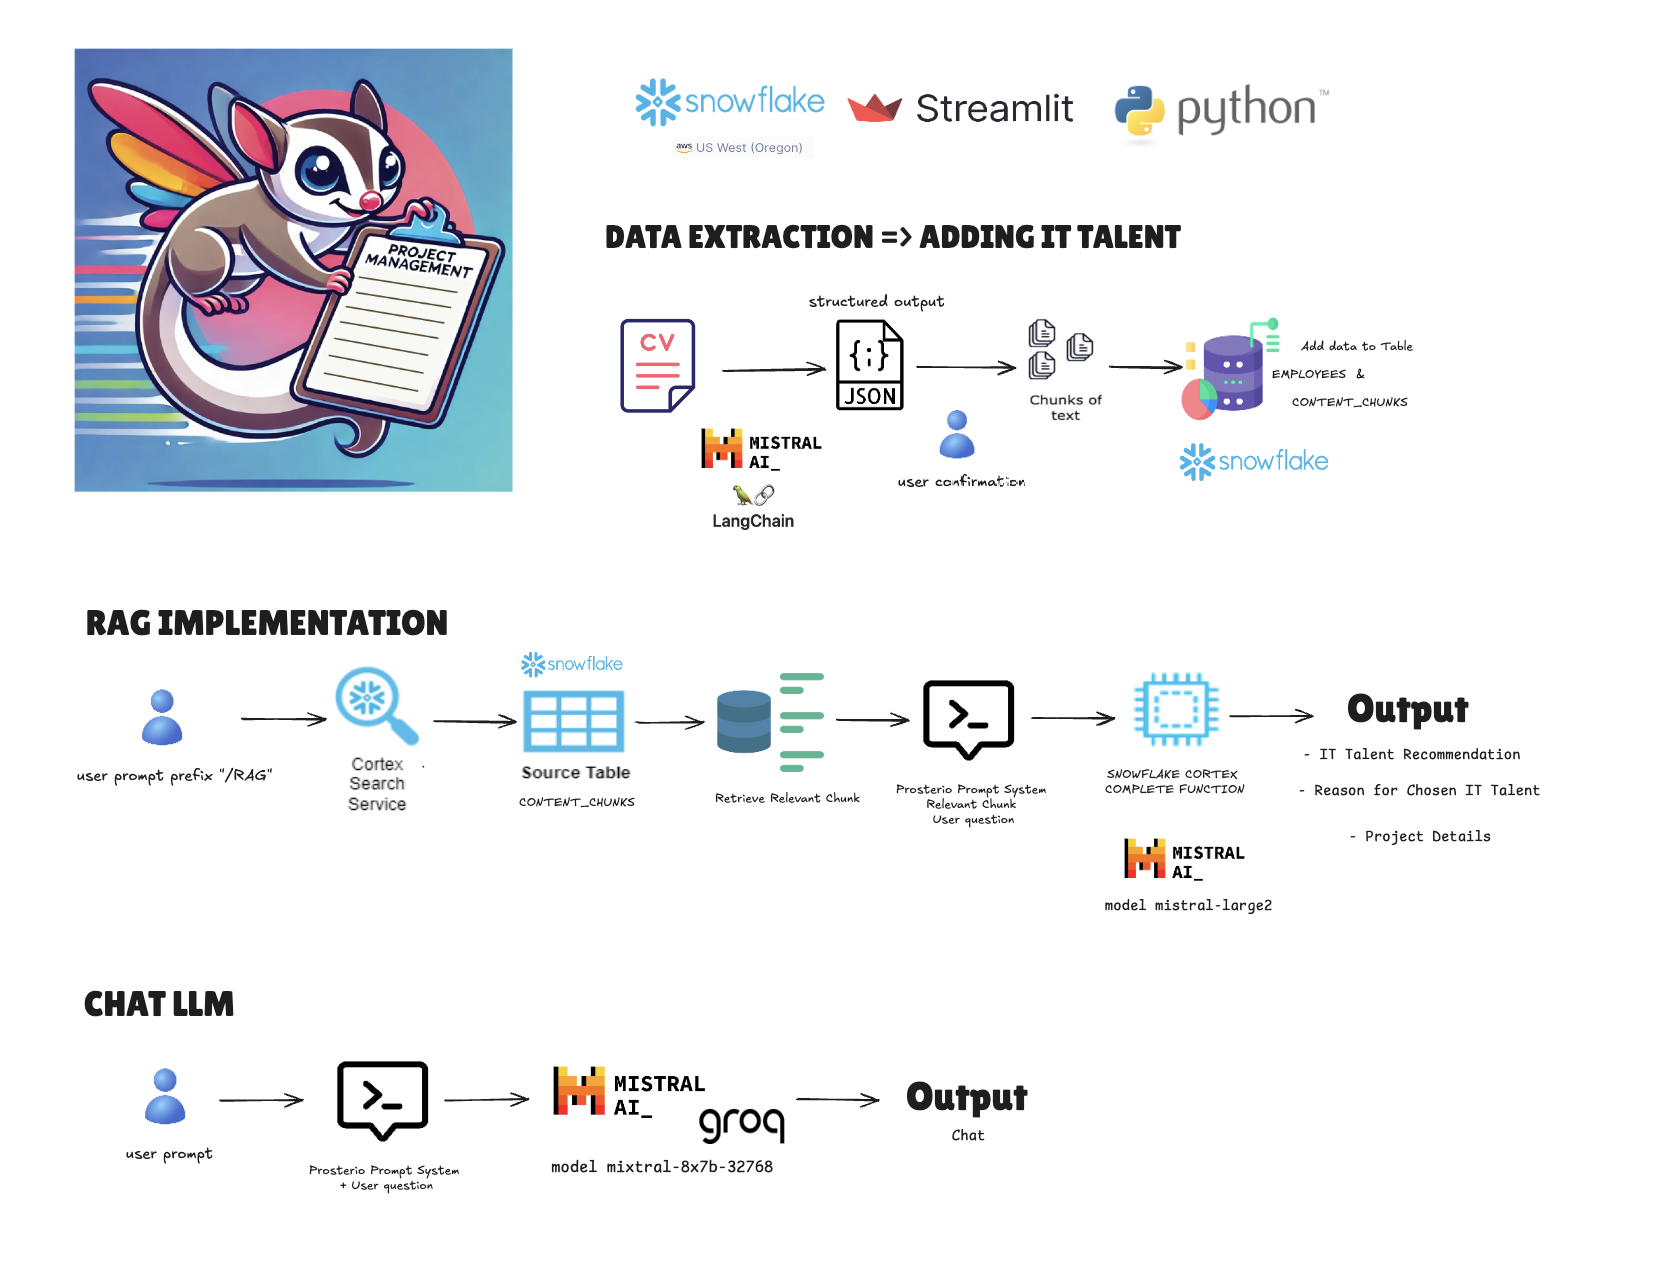 PROJECT
MANAGEMENT
snowflake
aws US West (Oregon)
Streamlit
python™
DATA EXTRACTION => ADDING IT TALENT
structured output
CV
{;}
JSON
Chunks of
text
Add data to Table
EMPLOYEES &
CONTENT_CHUNKS
MISTRAL
AI_
LangChain
user confirmation
snowflake
RAG IMPLEMENTATION
user prompt prefix "/RAG"
Cortex
Search
Service
snowflake
Source Table
CONTENT_CHUNKS
Retrieve Relevant Chunk
>_
Prosterio Prompt System
Relevant Chunk
User question
SNOWFLAKE CORTEX
COMPLETE FUNCTION
MISTRAL
AI_
model mistral-large2
Output
- IT Talent Recommendation
- Reason for Chosen IT Talent
- Project Details
CHAT LLM
user prompt
>_
Prosterio Prompt System
+ User question
MISTRAL
AI_
groq
model mixtral-8x7b-32768
Output
Chat